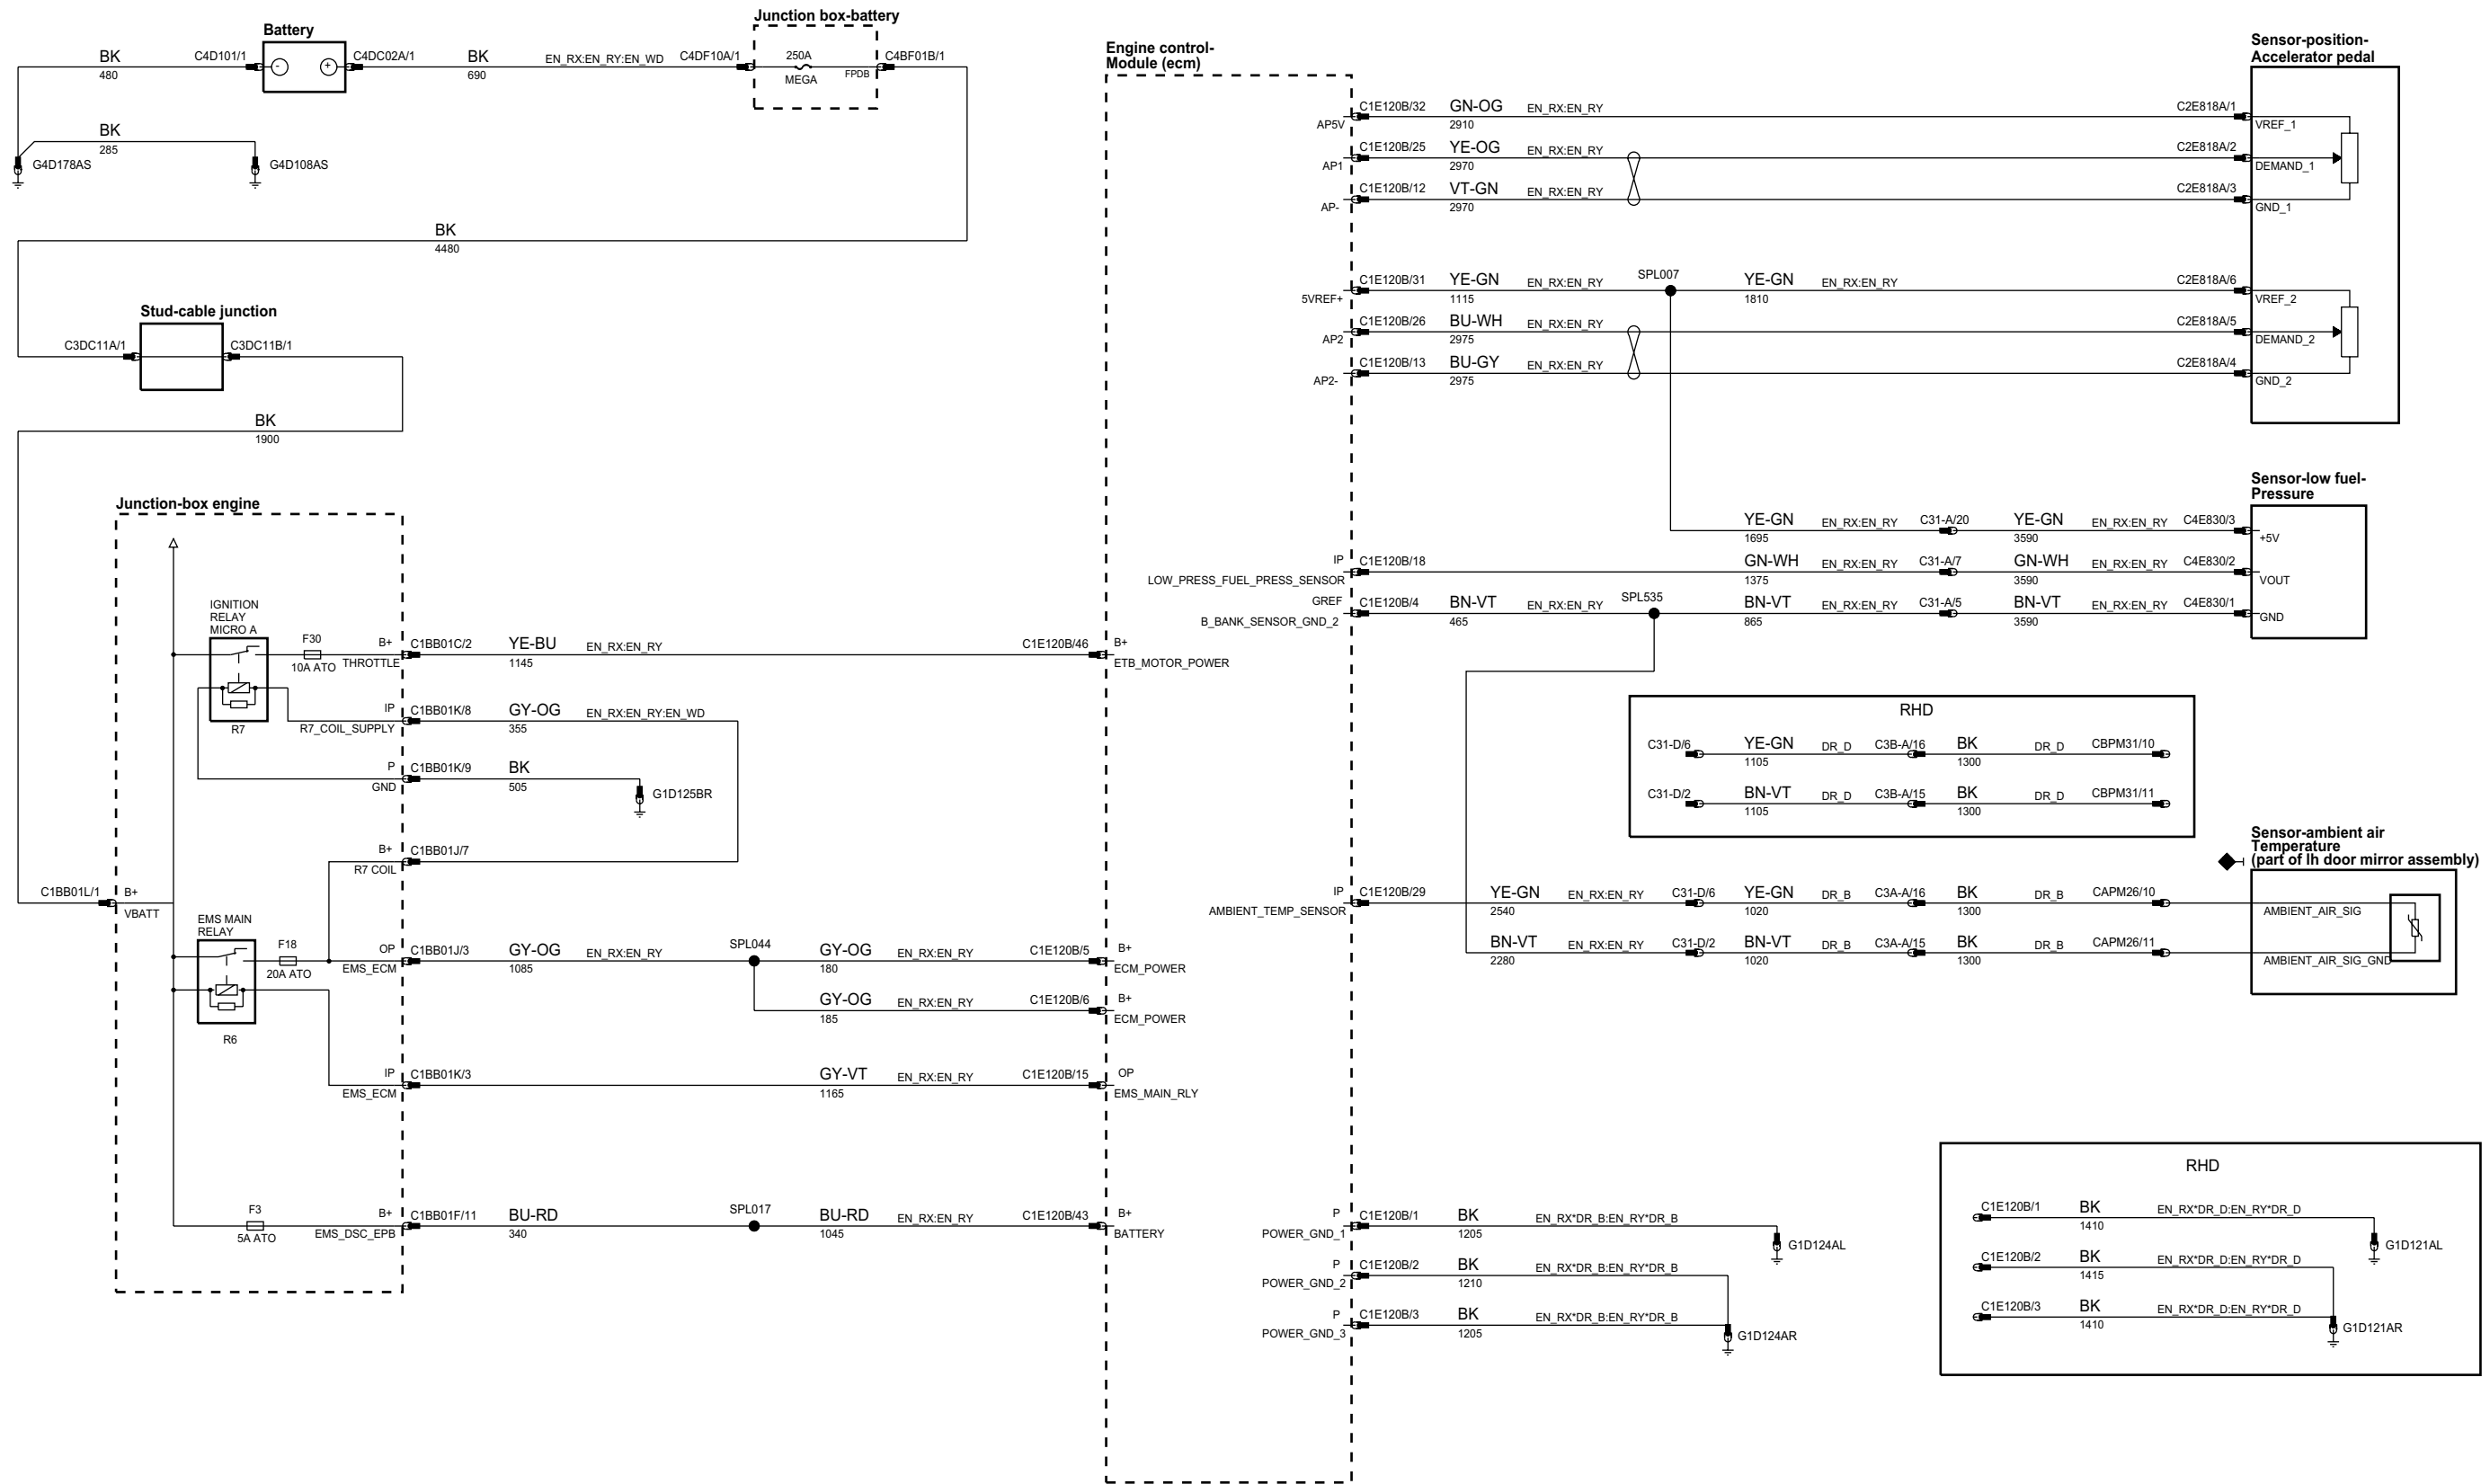 Battery
BK
480
C4D101/1
-
+
C4DC02A/1
BK
690
EN_RX:EN_RY:EN_WD
C4DF10A/1
Junction box-battery
250A
MEGA
FPDB
C4BF01B/1
BK
285
G4D178AS
G4D108AS
BK
4480
Stud-cable junction
C3DC11A/1
C3DC11B/1
BK
1900
Junction-box engine
IGNITION
RELAY
MICRO A
R7
F30
10A ATO
B+
THROTTLE
C1BB01C/2
YE-BU
1145
EN_RX:EN_RY
C1E120B/46
B+
ETB_MOTOR_POWER
IP
R7_COIL_SUPPLY
C1BB01K/8
GY-OG
355
EN_RX:EN_RY:EN_WD
P
GND
C1BB01K/9
BK
505
G1D125BR
B+
R7 COIL
C1BB01J/7
C1BB01L/1
B+
VBATT
EMS MAIN
RELAY
R6
F18
20A ATO
OP
EMS_ECM
C1BB01J/3
GY-OG
1085
EN_RX:EN_RY
SPL044
GY-OG
180
EN_RX:EN_RY
C1E120B/5
B+
ECM_POWER
GY-OG
185
EN_RX:EN_RY
C1E120B/6
B+
ECM_POWER
IP
EMS_ECM
C1BB01K/3
GY-VT
1165
EN_RX:EN_RY
C1E120B/15
OP
EMS_MAIN_RLY
F3
5A ATO
B+
EMS_DSC_EPB
C1BB01F/11
BU-RD
340
SPL017
BU-RD
1045
EN_RX:EN_RY
C1E120B/43
B+
BATTERY
Engine control-
Module (ecm)
AP5V
C1E120B/32
GN-OG
2910
EN_RX:EN_RY
C2E818A/1
VREF_1
AP1
C1E120B/25
YE-OG
2970
EN_RX:EN_RY
C2E818A/2
DEMAND_1
AP-
C1E120B/12
VT-GN
2970
EN_RX:EN_RY
C2E818A/3
GND_1
Sensor-position-
Accelerator pedal
5VREF+
C1E120B/31
YE-GN
1115
EN_RX:EN_RY
SPL007
YE-GN
1810
EN_RX:EN_RY
C2E818A/6
VREF_2
AP2
C1E120B/26
BU-WH
2975
EN_RX:EN_RY
C2E818A/5
DEMAND_2
AP2-
C1E120B/13
BU-GY
2975
EN_RX:EN_RY
C2E818A/4
GND_2
Sensor-low fuel-
Pressure
YE-GN
1695
EN_RX:EN_RY
C31-A/20
YE-GN
3590
EN_RX:EN_RY
C4E830/3
+5V
IP
LOW_PRESS_FUEL_PRESS_SENSOR
C1E120B/18
GN-WH
1375
EN_RX:EN_RY
C31-A/7
GN-WH
3590
EN_RX:EN_RY
C4E830/2
VOUT
GREF
B_BANK_SENSOR_GND_2
C1E120B/4
BN-VT
465
EN_RX:EN_RY
SPL535
BN-VT
865
EN_RX:EN_RY
C31-A/5
BN-VT
3590
EN_RX:EN_RY
C4E830/1
GND
RHD
C31-D/6
YE-GN
1105
DR_D
C3B-A/16
BK
1300
DR_D
CBPM31/10
C31-D/2
BN-VT
1105
DR_D
C3B-A/15
BK
1300
DR_D
CBPM31/11
Sensor-ambient air
Temperature
(part of lh door mirror assembly)
IP
AMBIENT_TEMP_SENSOR
C1E120B/29
YE-GN
2540
EN_RX:EN_RY
C31-D/6
YE-GN
1020
DR_B
C3A-A/16
BK
1300
DR_B
CAPM26/10
AMBIENT_AIR_SIG
BN-VT
2280
EN_RX:EN_RY
C31-D/2
BN-VT
1020
DR_B
C3A-A/15
BK
1300
DR_B
CAPM26/11
AMBIENT_AIR_SIG_GND
P
POWER_GND_1
C1E120B/1
BK
1205
EN_RX*DR_B:EN_RY*DR_B
G1D124AL
P
POWER_GND_2
C1E120B/2
BK
1210
EN_RX*DR_B:EN_RY*DR_B
P
POWER_GND_3
C1E120B/3
BK
1205
EN_RX*DR_B:EN_RY*DR_B
G1D124AR
RHD
C1E120B/1
BK
1410
EN_RX*DR_D:EN_RY*DR_D
G1D121AL
C1E120B/2
BK
1415
EN_RX*DR_D:EN_RY*DR_D
C1E120B/3
BK
1410
EN_RX*DR_D:EN_RY*DR_D
G1D121AR